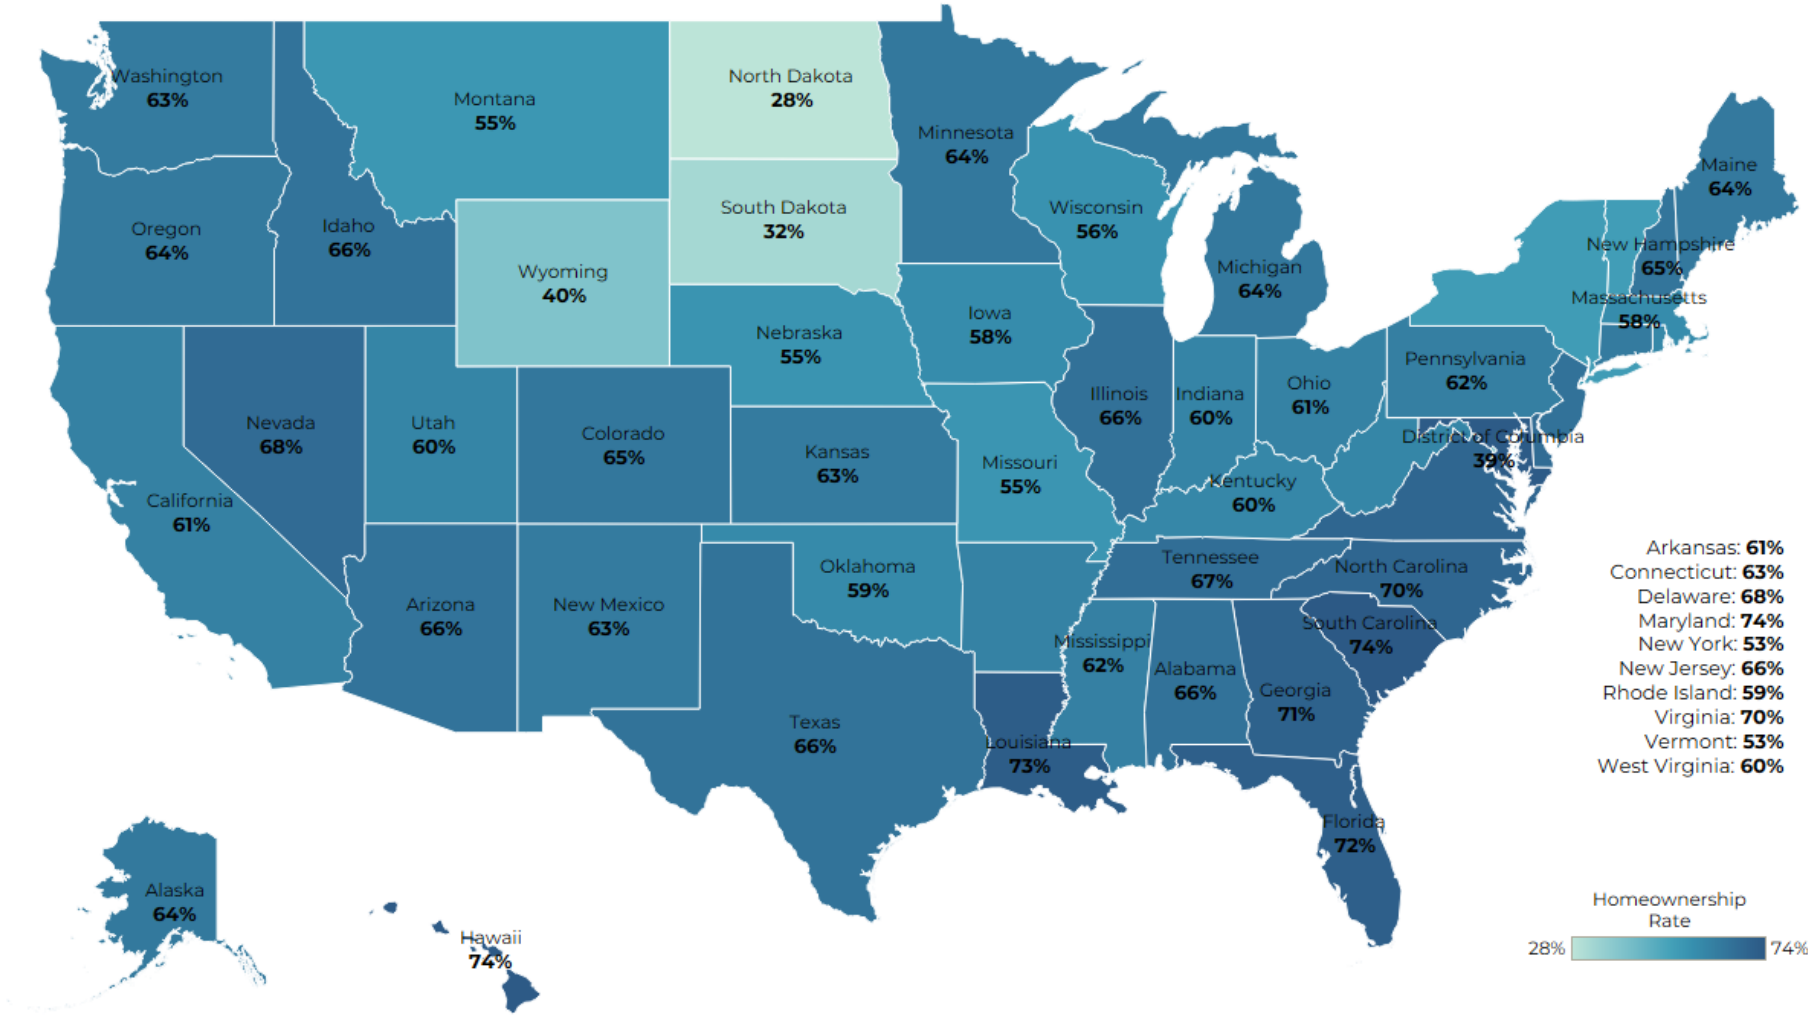 Washington
63%
Montana
55%
North Dakota
28%
Minnesota
64%
Maine
64%
Oregon
64%
Idaho
66%
South Dakota
32%
Wisconsin
56%
New Hampshire
65%
Wyoming
40%
Michigan
64%
Massachusetts
58%
Nebraska
55%
Iowa
58%
Pennsylvania
62%
Nevada
68%
Utah
60%
Colorado
65%
Kansas
63%
Illinois
66%
Indiana
60%
Ohio
61%
District of Columbia
39%
California
61%
Missouri
55%
Kentucky
60%
Oklahoma
59%
Tennessee
67%
North Carolina
70%
Arizona
66%
New Mexico
63%
South Carolina
74%
Mississippi
62%
Alabama
66%
Georgia
71%
Texas
66%
Louisiana
73%
Florida
72%
Alaska
64%
Hawaii
74%
Arkansas: 61%
Connecticut: 63%
Delaware: 68%
Maryland: 74%
New York: 53%
New Jersey: 66%
Rhode Island: 59%
Virginia: 70%
Vermont: 53%
West Virginia: 60%
Homeownership
Rate
28% 74%